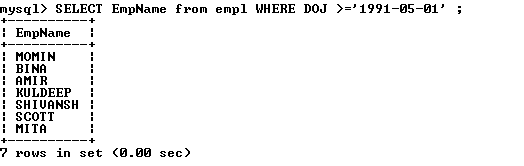 mysql> SELECT EmpName from empl WHERE DOJ >='1991-05-01' ;
+----------+
| EmpName  |
+----------+
| MOMIN    |
| BINA     |
| AMIR     |
| KULDEEP  |
| SHIVANSH |
| SCOTT    |
| MITA     |
+----------+
7 rows in set (0.00 sec)